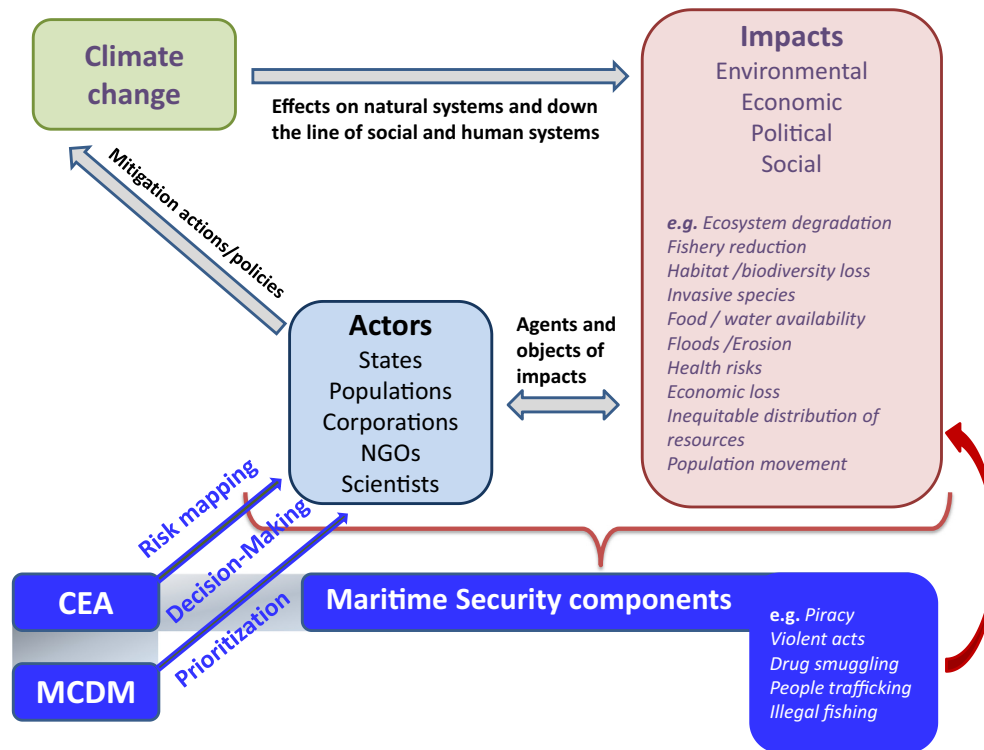 Climate
change
Effects on natural systems and down
the line of social and human systems
Impacts
Environmental
Economic
Political
Social
e.g. Ecosystem degradation
Fishery reduction
Habitat /biodiversity loss
Invasive species
Food / water availability
Floods /Erosion
Health risks
Economic loss
Inequitable distribution of
resources
Population movement
Mitigation actions/policies
Actors
States
Populations
Corporations
NGOs
Scientists
Agents and
objects of
impacts
Risk mapping
Decision-Making
Prioritization
CEA
MCDM
Maritime Security components
e.g. Piracy
Violent acts
Drug smuggling
People trafficking
Illegal fishing